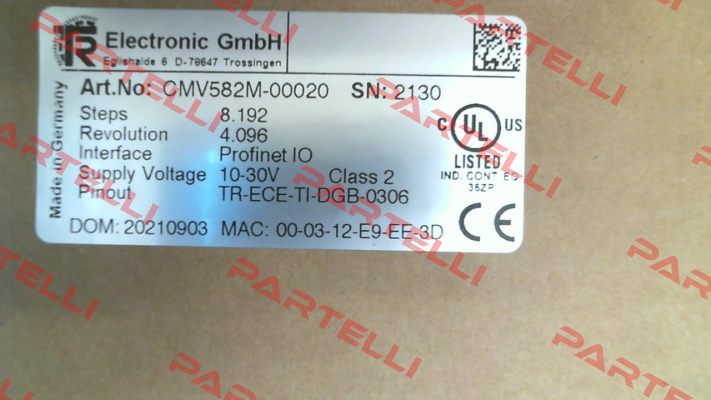 TR Electronic GmbH
Eglishalde 6 D-78647 Trossingen
Made in Germany
Art.No: CMV582M-00020 SN: 2130
Steps 8.192
Revolution 4.096
Interface Profinet IO
Supply Voltage 10-30V Class 2
Pinout TR-ECE-TI-DGB-0306
DOM: 20210903 MAC: 00-03-12-E9-EE-3D
C UL US
LISTED
IND. CONT. EQ
36ZP
CE
PARTELLI
PARTELLI
PARTELLI
PARTELLI
PARTELLI
PARTELLI
PARTELLI